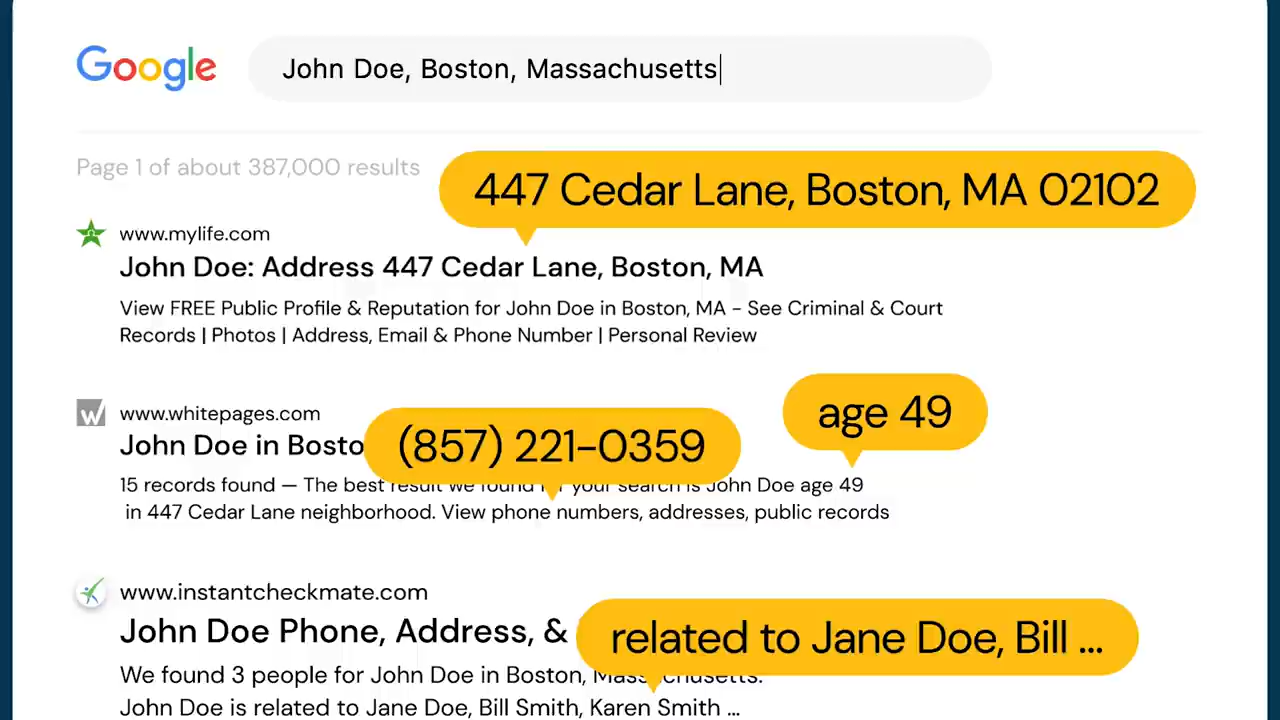 Google
John Doe, Boston, Massachusetts
Page 1 of about 387,000 results
447 Cedar Lane, Boston, MA 02102
www.mylife.com
John Doe: Address 447 Cedar Lane, Boston, MA
View FREE Public Profile & Reputation for John Doe in Boston, MA - See Criminal & Court
Records | Photos | Address, Email & Phone Number | Personal Review
age 49
www.whitepages.com
W
John Doe in Bosto
(857) 221-0359
15 records found — The best result we found for your search is John Doe age 49
in 447 Cedar Lane neighborhood. View phone numbers, addresses, public records
www.instantcheckmate.com
John Doe Phone, Address, &
related to Jane Doe, Bill ...
We found 3 people for John Doe in Boston, Massachusetts.
John Doe is related to Jane Doe, Bill Smith, Karen Smith ...